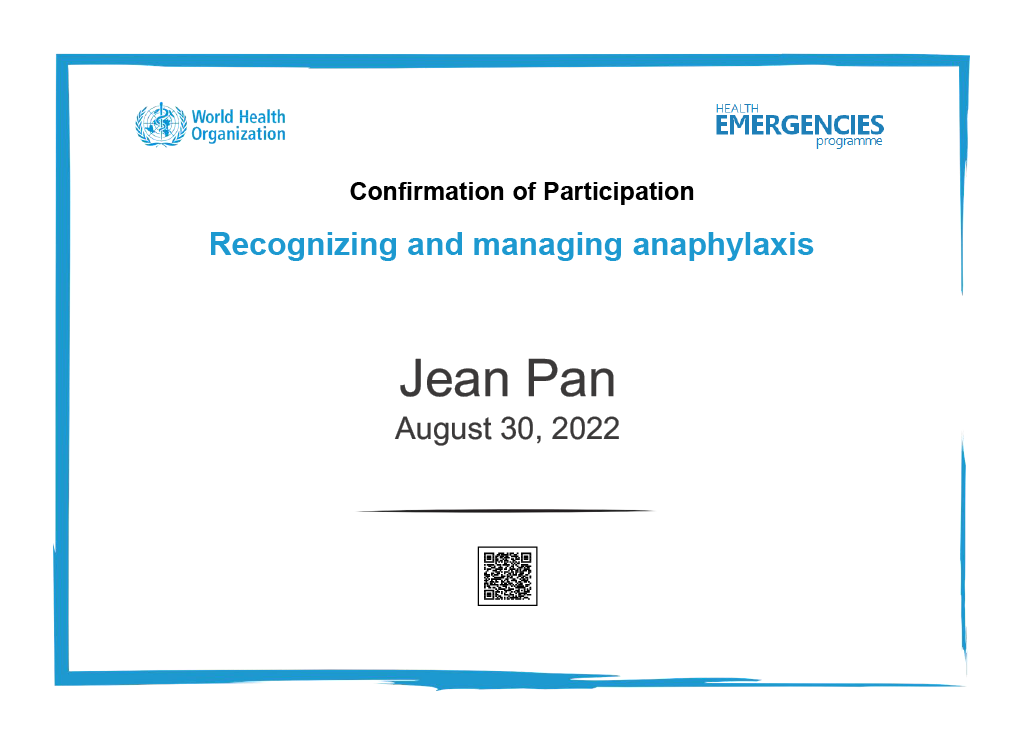 World Health
Organization
HEALTH
EMERGENCIES
programme
Confirmation of Participation
Recognizing and managing anaphylaxis
Jean Pan
August 30, 2022